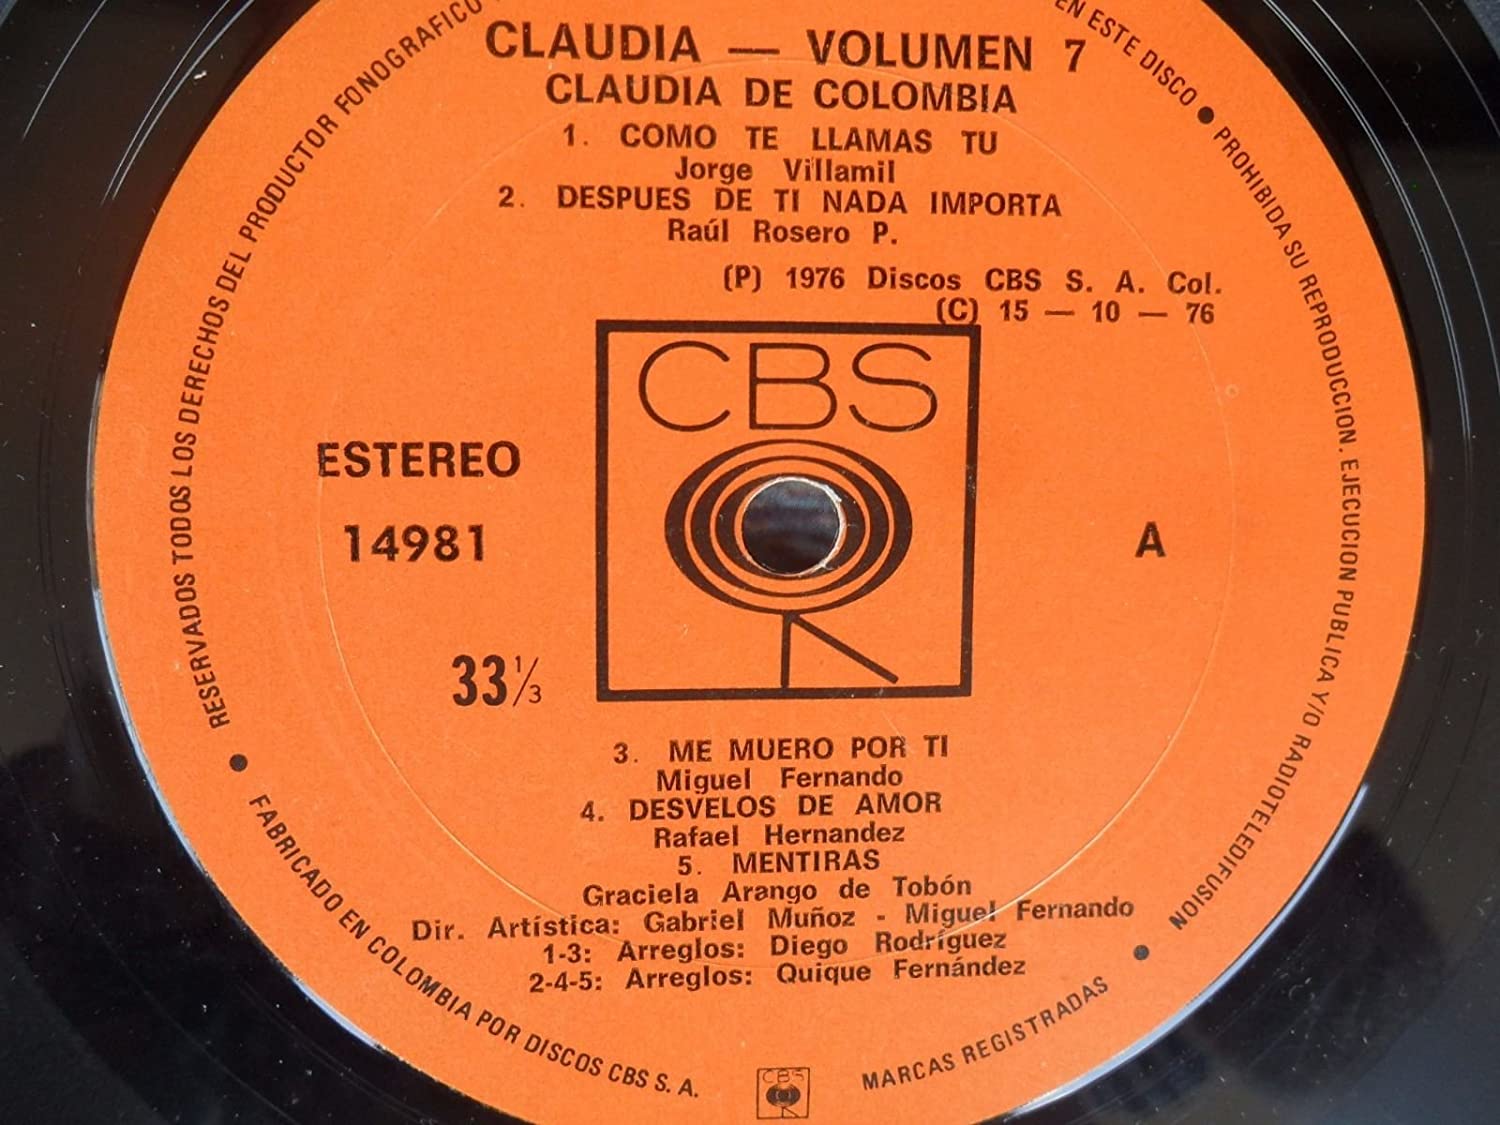 CLAUDIA — VOLUMEN 7
CLAUDIA DE COLOMBIA
1. COMO TE LLAMAS TU
Jorge Villamil
2. DESPUES DE TI NADA IMPORTA
Raúl Rosero P.
(P) 1976 Discos CBS S. A. Col.
(C) 15 — 10 — 76
CBS
ESTEREO
14981
A
33 1/3
3. ME MUERO POR TI
Miguel Fernando
4. DESVELOS DE AMOR
Rafael Hernandez
5. MENTIRAS
Graciela Arango de Tobón
Dir. Artística: Gabriel Muñoz - Miguel Fernando
1-3: Arreglos: Diego Rodríguez
2-4-5: Arreglos: Quique Fernández
RESERVADOS TODOS LOS DERECHOS DEL PRODUCTOR FONOGRAFICO
EN ESTE DISCO • PROHIBIDA SU REPRODUCCION. EJECUCION PUBLICA Y/O RADIOTELEDIFUSION
• FABRICADO EN COLOMBIA POR DISCOS CBS S. A.
CBS
MARCAS REGISTRADAS •